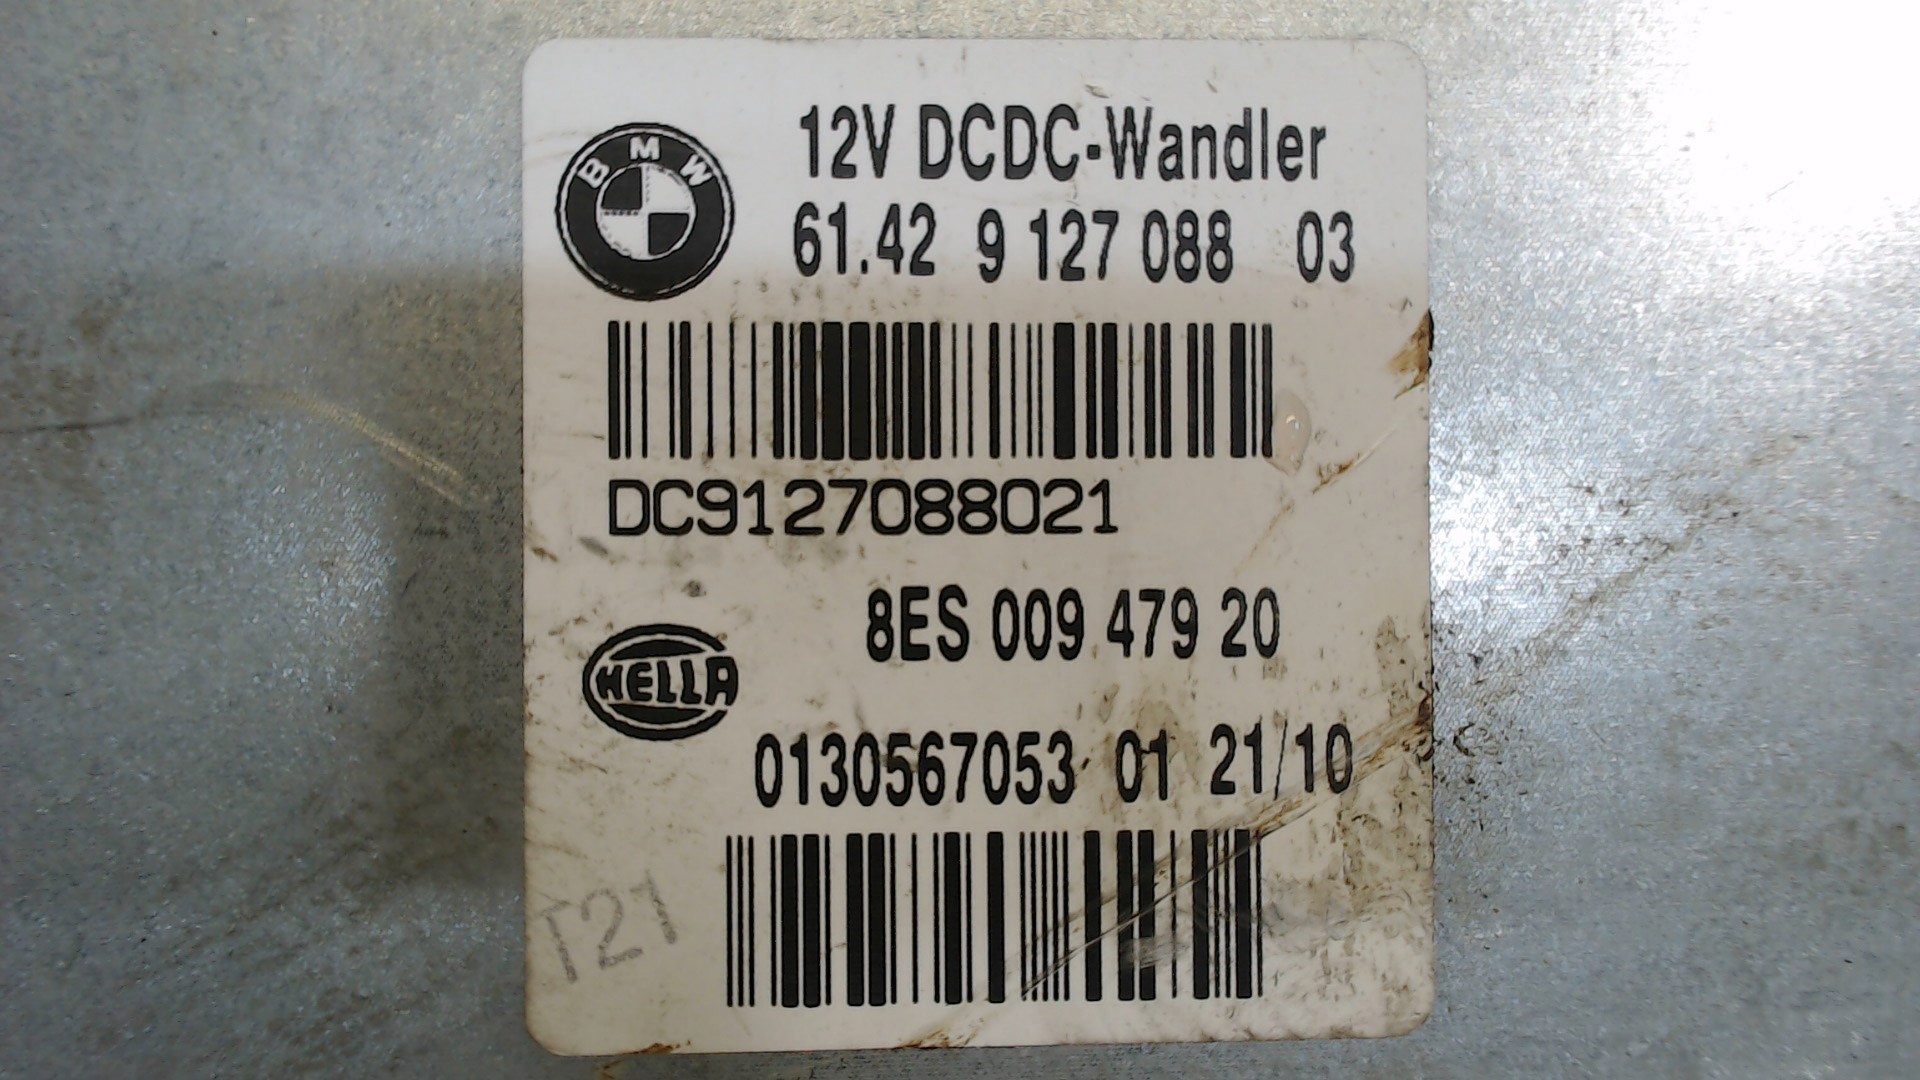 BMW
12V DCDC-Wandler
61.42 9 127 088 03
DC9127088021
8ES 009 479 20
HELLA
0130567053 01 21/10